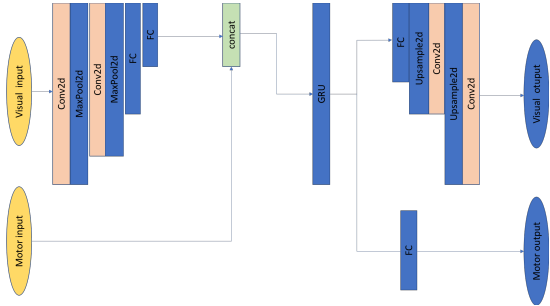 Visual input
Conv2d
MaxPool2d
Conv2d
MaxPool2d
FC
FC
concat
GRU
FC
Upsample2d
Conv2d
Upsample2d
Conv2d
Visual otuput
Motor input
FC
Motor output